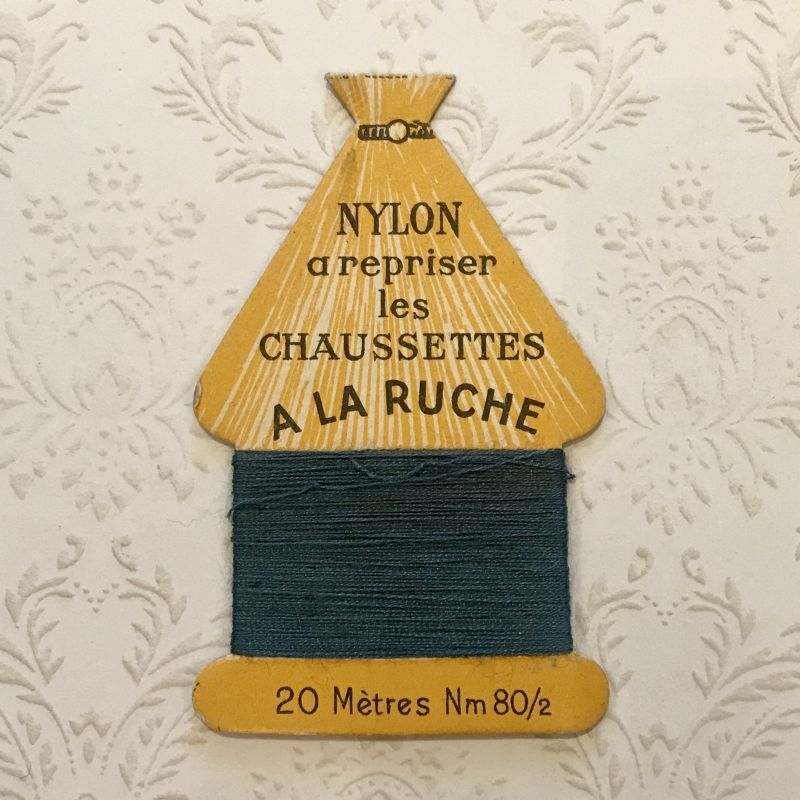 NYLON
a repriser
les
CHAUSSETTES
A LA RUCHE
20 Mètres Nm 80/2